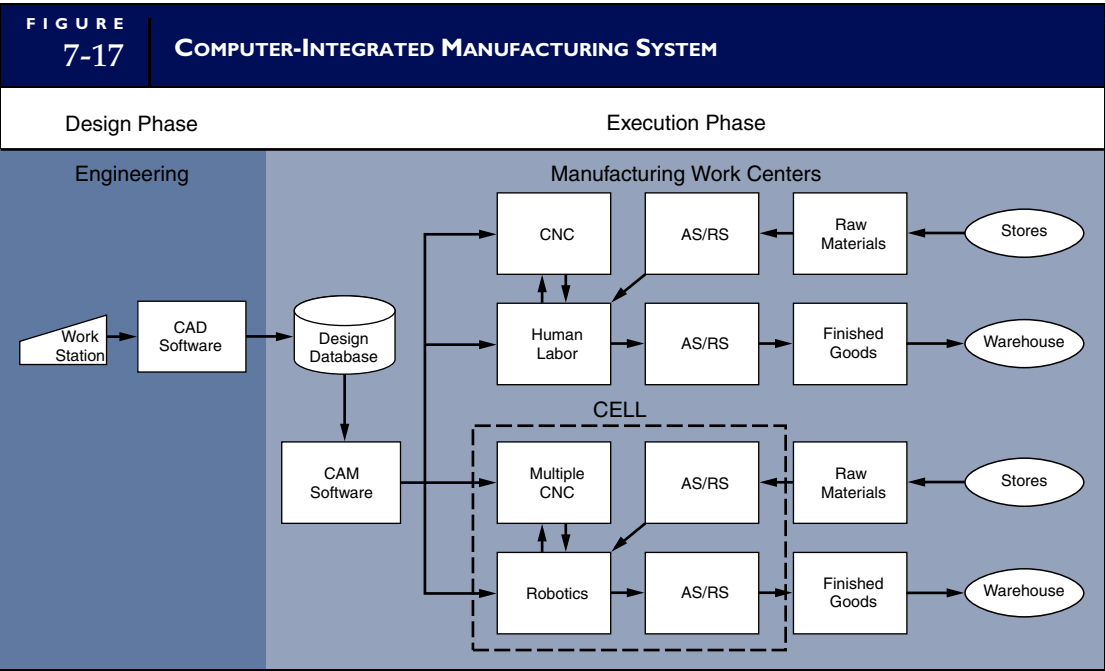 FIGURE
7-17
COMPUTER-INTEGRATED MANUFACTURING SYSTEM
Design Phase
Execution Phase
Engineering
Manufacturing Work Centers
CNC
AS/RS
Raw
Materials
Stores
Work
Station
CAD
Software
Design
Database
Human
Labor
AS/RS
Finished
Goods
Warehouse
CELL
CAM
Software
Multiple
CNC
AS/RS
Raw
Materials
Stores
Robotics
AS/RS
Finished
Goods
Warehouse